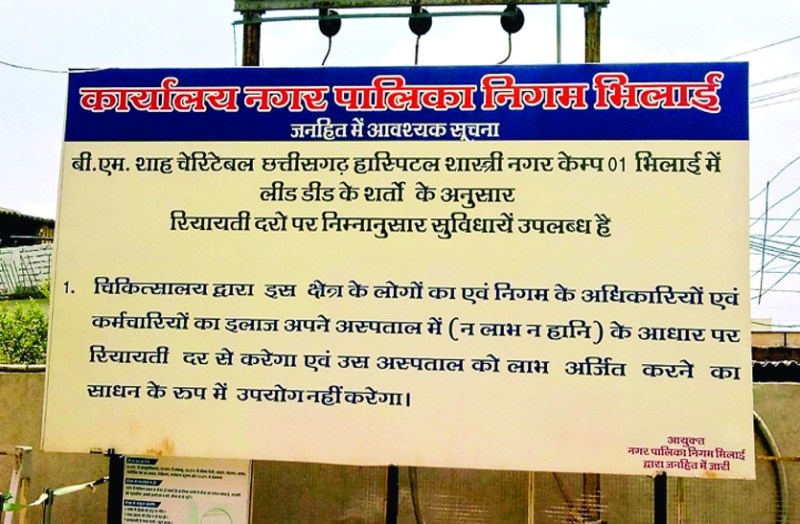 कार्यालय नगर पालिका निगम भिलाई
जनहित में आवश्यक सूचना
बी.एम. शाह चेरिटेबल छत्तीसगढ़ हास्पिटल शास्त्री नगर केम्प 01 भिलाई में
लीड डीड के शर्तो के अनुसार
रियायती दरो पर निम्नानुसार सुविधायें उपलब्ध है
1. चिकित्सालय द्वारा इस क्षेत्र के लोगों का एवं निगम के अधिकारियों एवं
कर्मचारियों का इलाज अपने अस्पताल में (न लाभ न हानि) के आधार पर
रियायती दर से करेगा एवं उस अस्पताल को लाभ अर्जित करने का
साधन के रुप में उपयोग नहीं करेगा।
आयुक्त
नगर पालिका निगम भिलाई
द्वारा जनहित में जारी